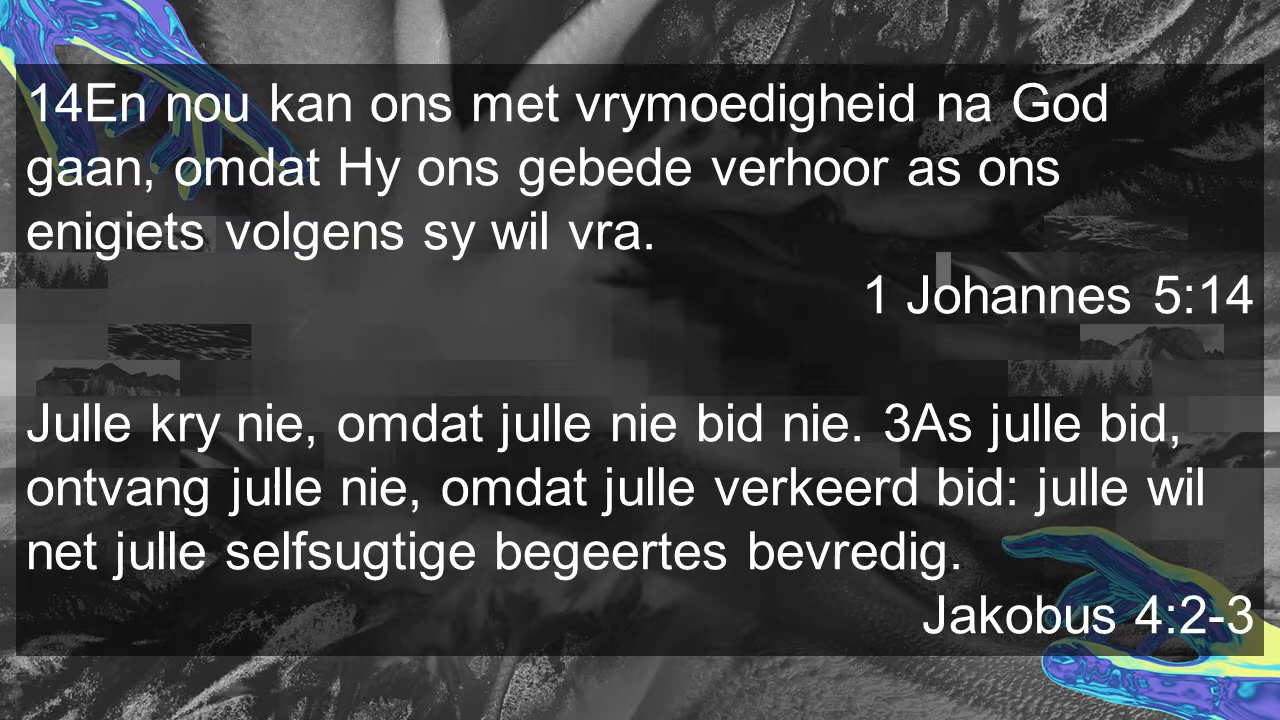 14En nou kan ons met vrymoedigheid na God
gaan, omdat Hy ons gebede verhoor as ons
enigiets volgens sy wil vra.
1 Johannes 5:14
Julle kry nie, omdat julle nie bid nie. 3As julle bid,
ontvang julle nie, omdat julle verkeerd bid: julle wil
net julle selfsugtige begeertes bevredig.
Jakobus 4:2-3